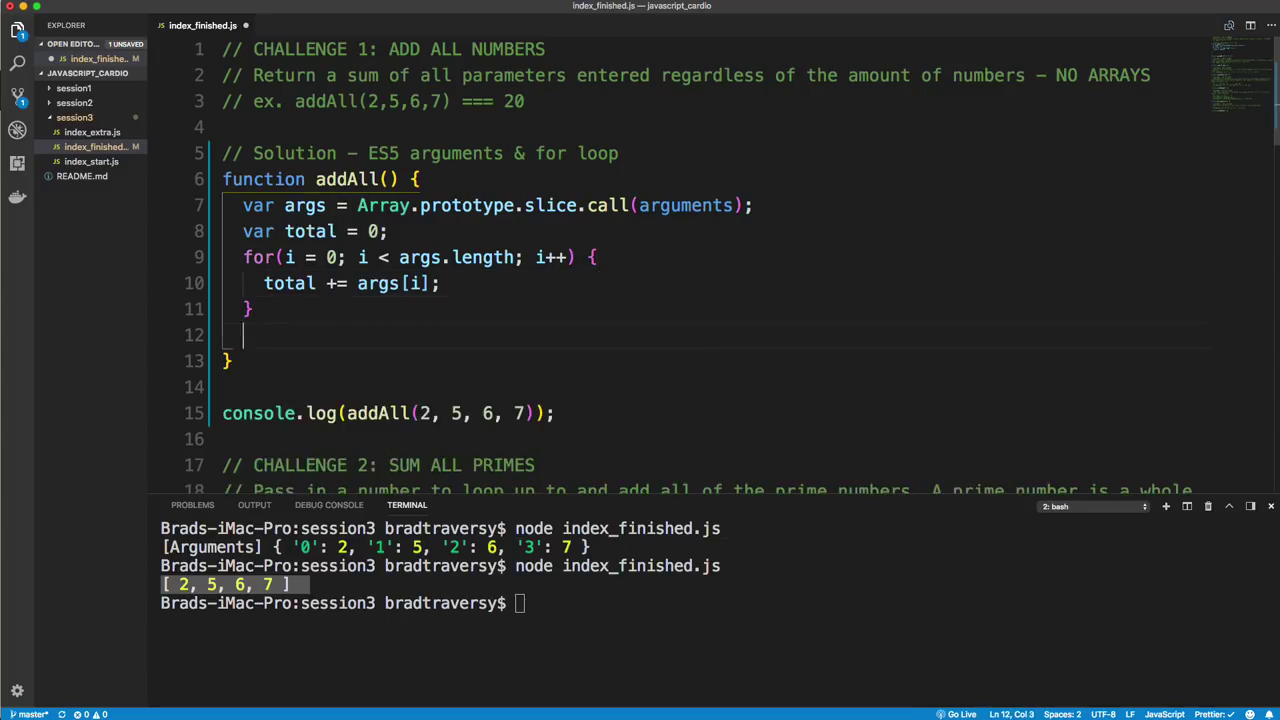 index_finished.js — javascript_cardio
EXPLORER
index_finished.js
OPEN EDITO... 1 UNSAVED
index_finishe... M
JAVASCRIPT_CARDIO
session1
session2
session3
index_extra.js
index_finished... M
index_start.js
README.md
1 // CHALLENGE 1: ADD ALL NUMBERS
2 // Return a sum of all parameters entered regardless of the amount of numbers - NO ARRAYS
3 // ex. addAll(2,5,6,7) === 20
4
5 // Solution - ES5 arguments & for loop
6 function addAll() {
7 var args = Array.prototype.slice.call(arguments);
8 var total = 0;
9 for(i = 0; i < args.length; i++) {
10 total += args[i];
11 }
12
13 }
14
15 console.log(addAll(2, 5, 6, 7));
16
17 // CHALLENGE 2: SUM ALL PRIMES
18 // Pass in a number to loop up to and add all of the prime numbers. A prime number is a whole
PROBLEMS OUTPUT DEBUG CONSOLE TERMINAL 2: bash
Brads-iMac-Pro:session3 bradtraversy$ node index_finished.js
[Arguments] { '0': 2, '1': 5, '2': 6, '3': 7 }
Brads-iMac-Pro:session3 bradtraversy$ node index_finished.js
[ 2, 5, 6, 7 ]
Brads-iMac-Pro:session3 bradtraversy$
master* 0 0 Go Live Ln 12, Col 3 Spaces: 2 UTF-8 LF JavaScript Prettier: ✓
1
1